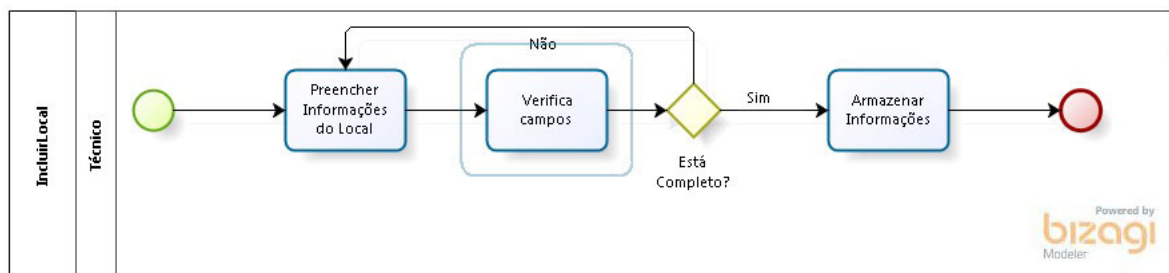 IncluirLocal
Técnico
Preencher
Informações
do Local
Não
Verifica
campos
Está
Completo?
Sim
Armazenar
Informações
Powered by
bizagi
Modeler